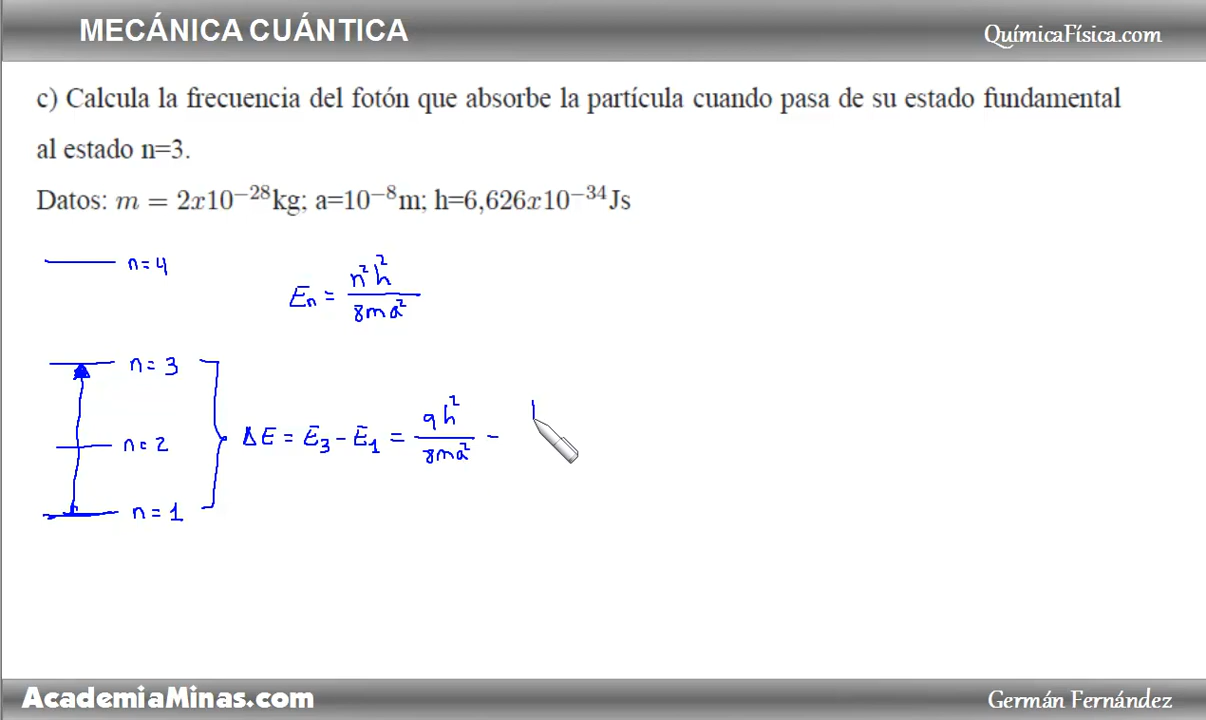 MECÁNICA CUÁNTICA
QuímicaFísica.com
c) Calcula la frecuencia del fotón que absorbe la partícula cuando pasa de su estado fundamental
al estado n=3.
Datos: m = 2x10⁻²⁸kg; a=10⁻⁸m; h=6,626x10⁻³⁴Js
n=4
Eₙ = n²h²/8ma²
n=3
ΔE = E₃ - E₁ = 9h²/8ma² -
n=2
n=1
AcademiaMinas.com
Germán Fernández